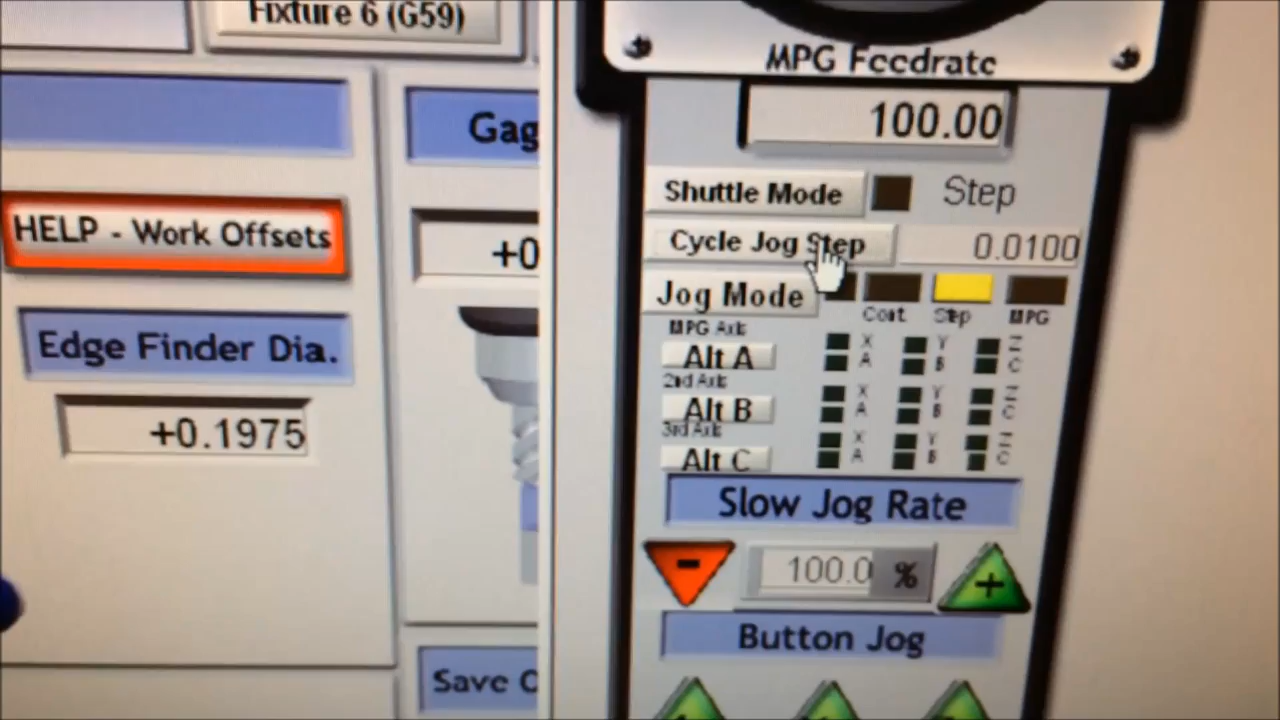 Fixture 6 (G59)
HELP - Work Offsets
Edge Finder Dia.
+0.1975
Gag
+0
Save
MPG Feedrate
100.00
Shuttle Mode
Step
Cycle Jog Step
0.0100
Jog Mode
Cont Step MPG
MPG Axis
Alt A
X Y Z
A B C
2nd Axis
Alt B
X Y Z
A B C
3rd Axis
Alt C
X Y Z
A B C
Slow Jog Rate
-
100.0 %
+
Button Jog